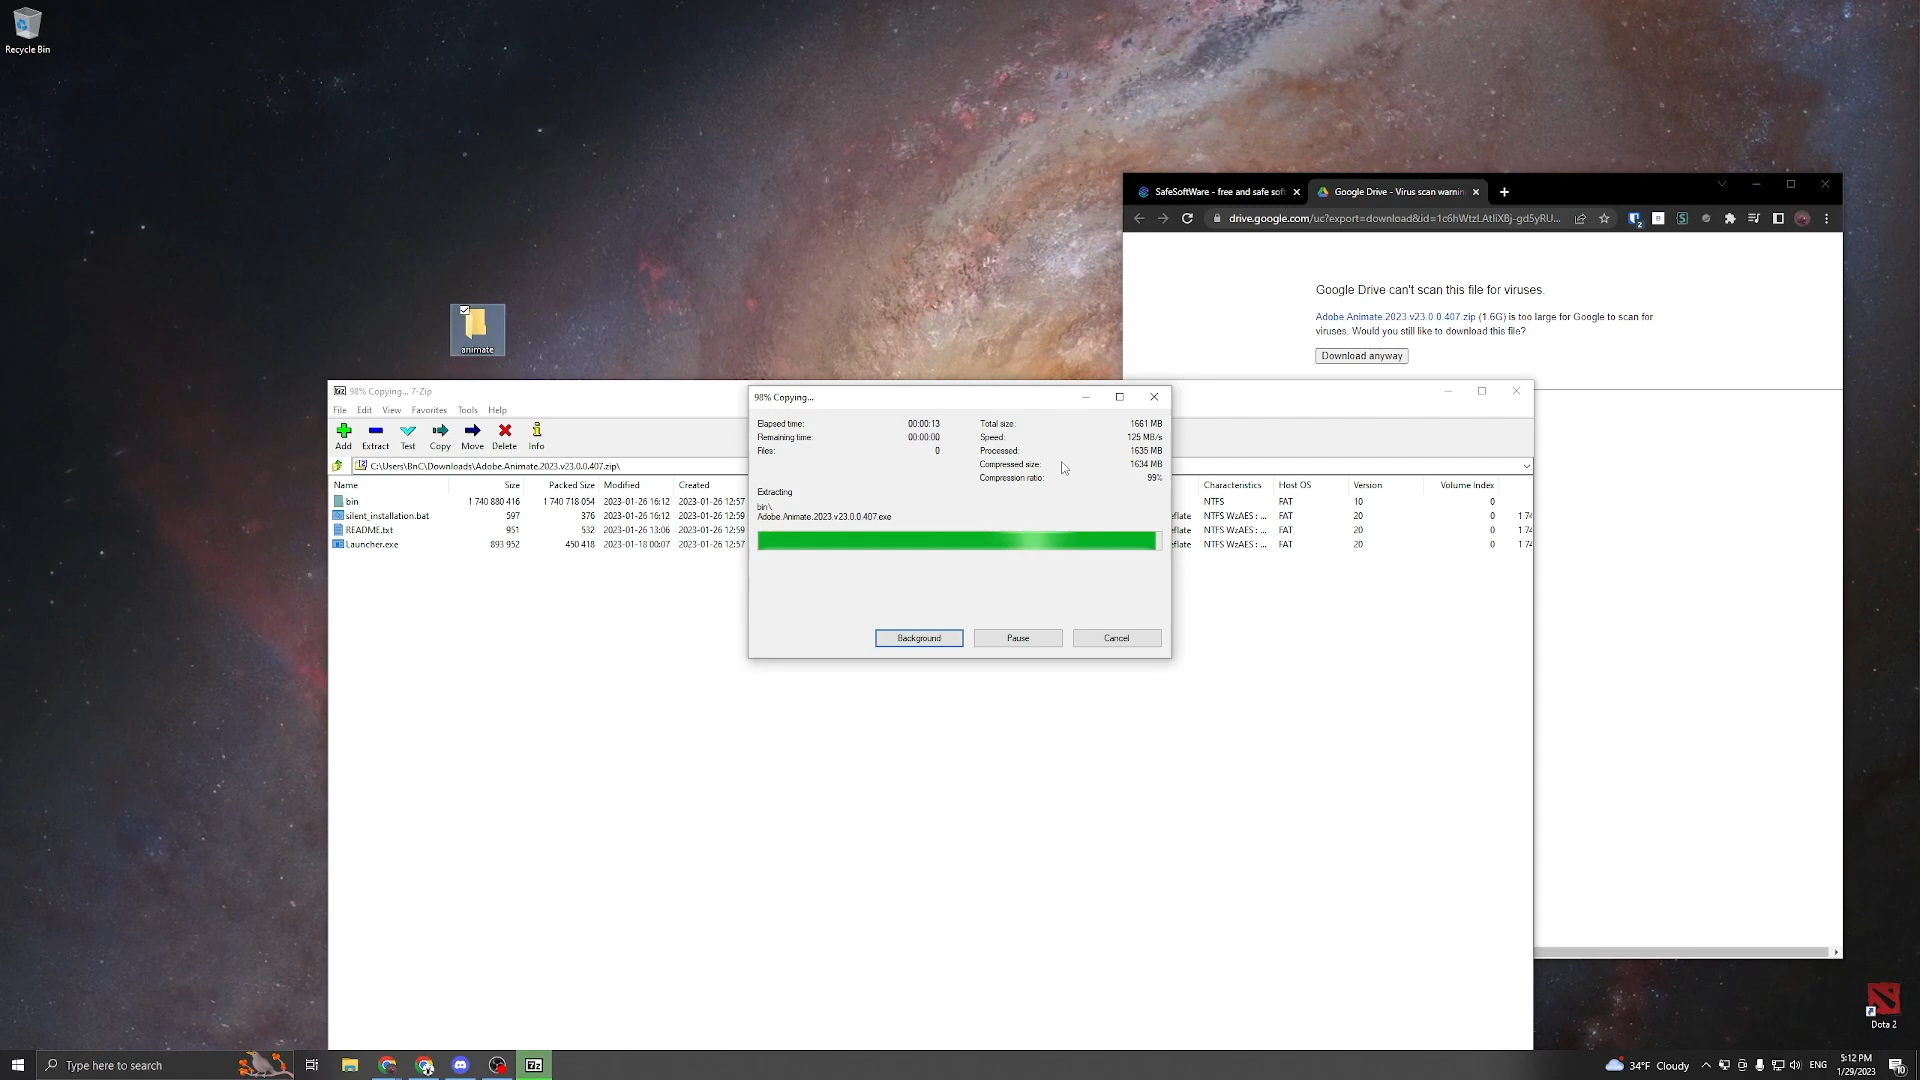 Recycle Bin
animate
SafeSoftWare - free and safe soft
Google Drive - Virus scan warnin
drive.google.com/uc?export=download&id=1c6hWtzLAtIiXBj-gd5yRU...
Google Drive can't scan this file for viruses.
Adobe.Animate.2023.v23.0.0.407.zip (1.6G) is too large for Google to scan for
viruses. Would you still like to download this file?
Download anyway
98% Copying... 7-Zip
File Edit View Favorites Tools Help
Add Extract Test Copy Move Delete Info
C:\Users\BnC\Downloads\Adobe.Animate.2023.v23.0.0.407.zip\
Name Size Packed Size Modified Created Characteristics Host OS Version Volume Index
bin 1 740 880 416 1 740 718 054 2023-01-26 16:12 2023-01-26 12:57 NTFS FAT 10 0
silent_installation.bat 597 376 2023-01-26 16:12 2023-01-26 12:59 eflate NTFS WzAES : ... FAT 20 0 1 74
README.txt 951 532 2023-01-26 13:06 2023-01-26 12:59 eflate NTFS WzAES : ... FAT 20 0 1 74
Launcher.exe 893 952 450 418 2023-01-18 00:07 2023-01-26 12:57 eflate NTFS WzAES : ... FAT 20 0 1 74
98% Copying...
Elapsed time: 00:00:13 Total size: 1661 MB
Remaining time: 00:00:00 Speed: 125 MB/s
Files: 0 Processed: 1635 MB
Compressed size: 1634 MB
Compression ratio: 99%
Extracting
bin\
Adobe.Animate.2023.v23.0.0.407.exe
Background Pause Cancel
Dota 2
Type here to search
34°F Cloudy
ENG
5:12 PM
1/29/2023
10